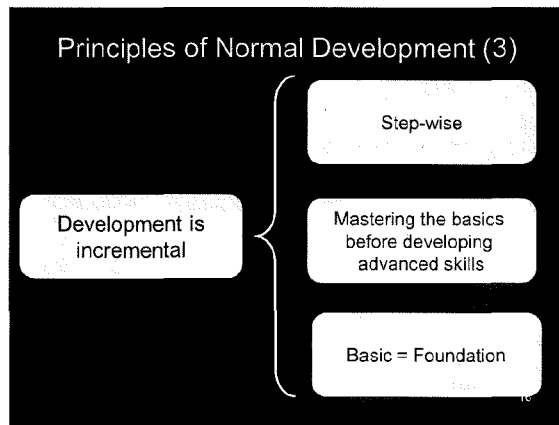 Principles of Normal Development (3)
Step-wise
Development is
incremental
Mastering the basics
before developing
advanced skills
Basic = Foundation